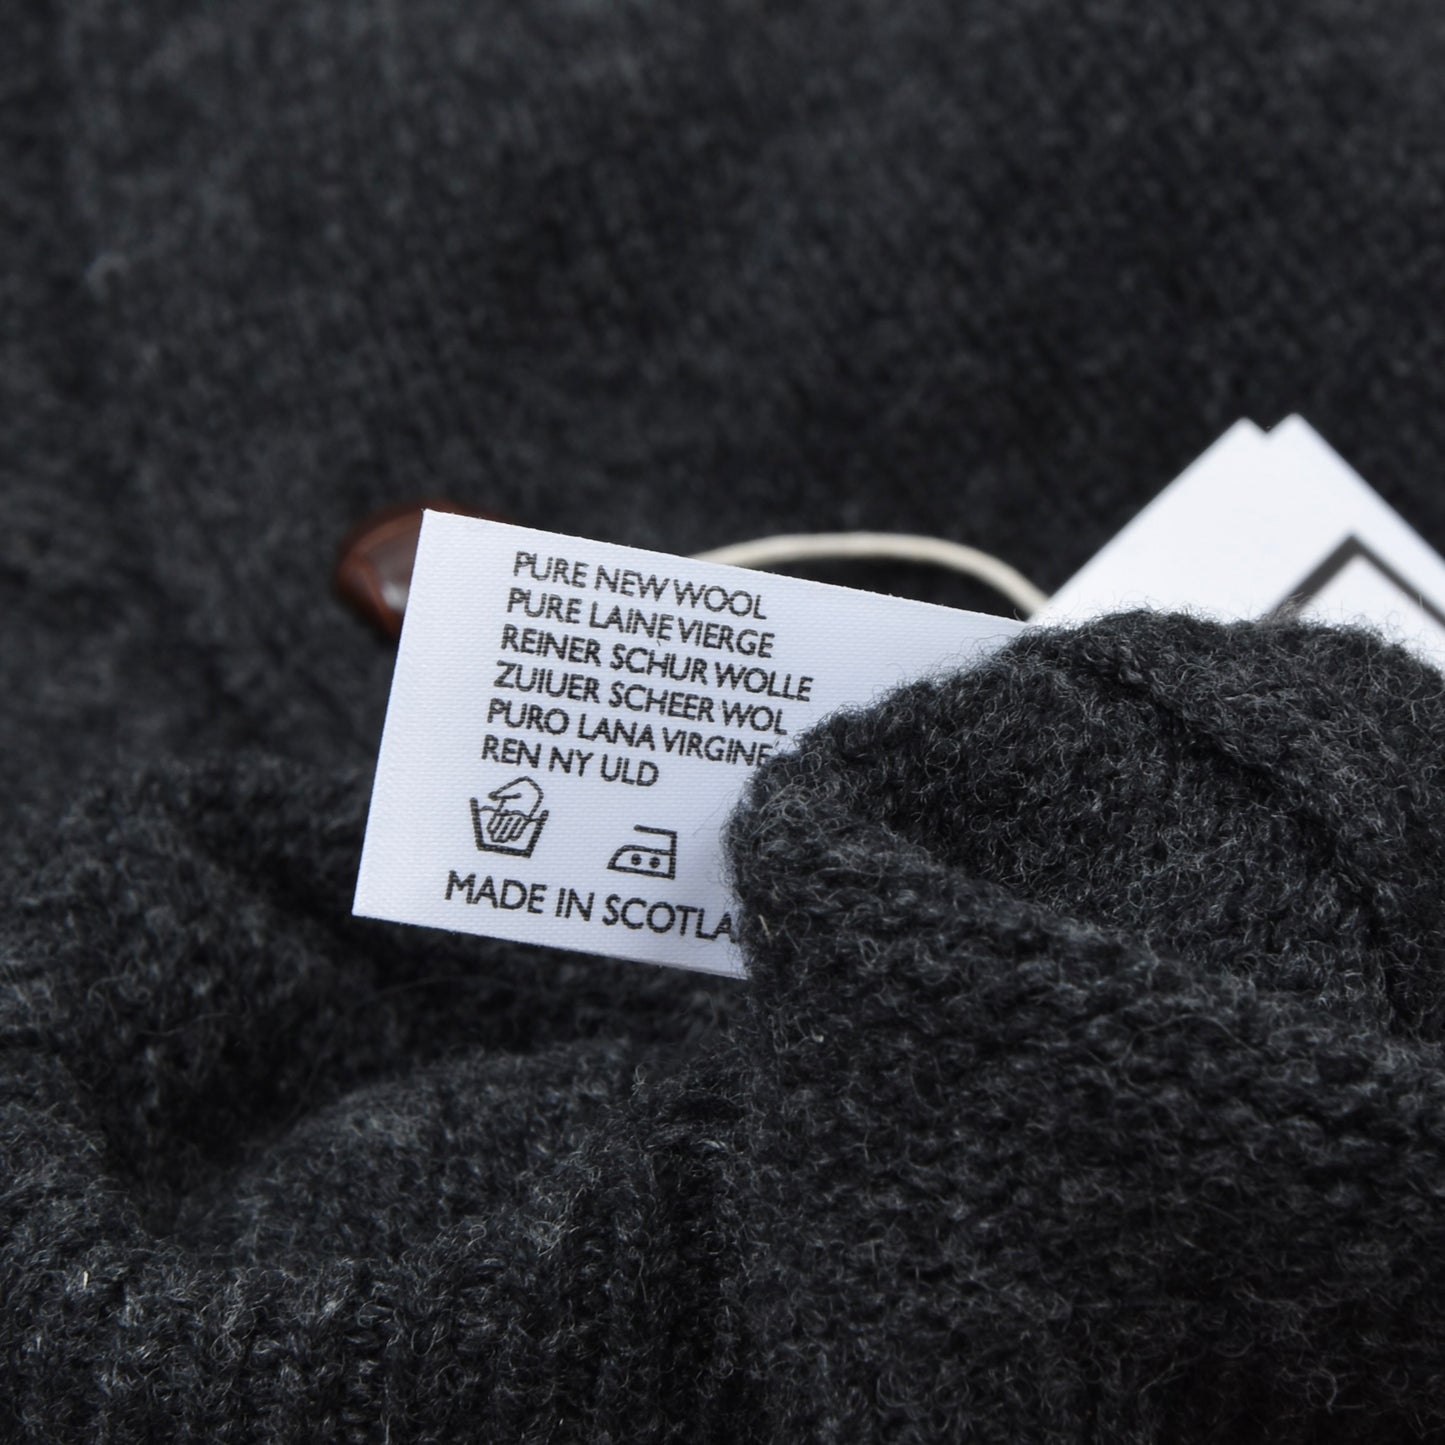 PURE NEW WOOL
PURE LAINE VIERGE
REINER SCHUR WOLLE
ZUIUER SCHEER WOL
PURO LANA VIRGINE
REN NY ULD
MADE IN